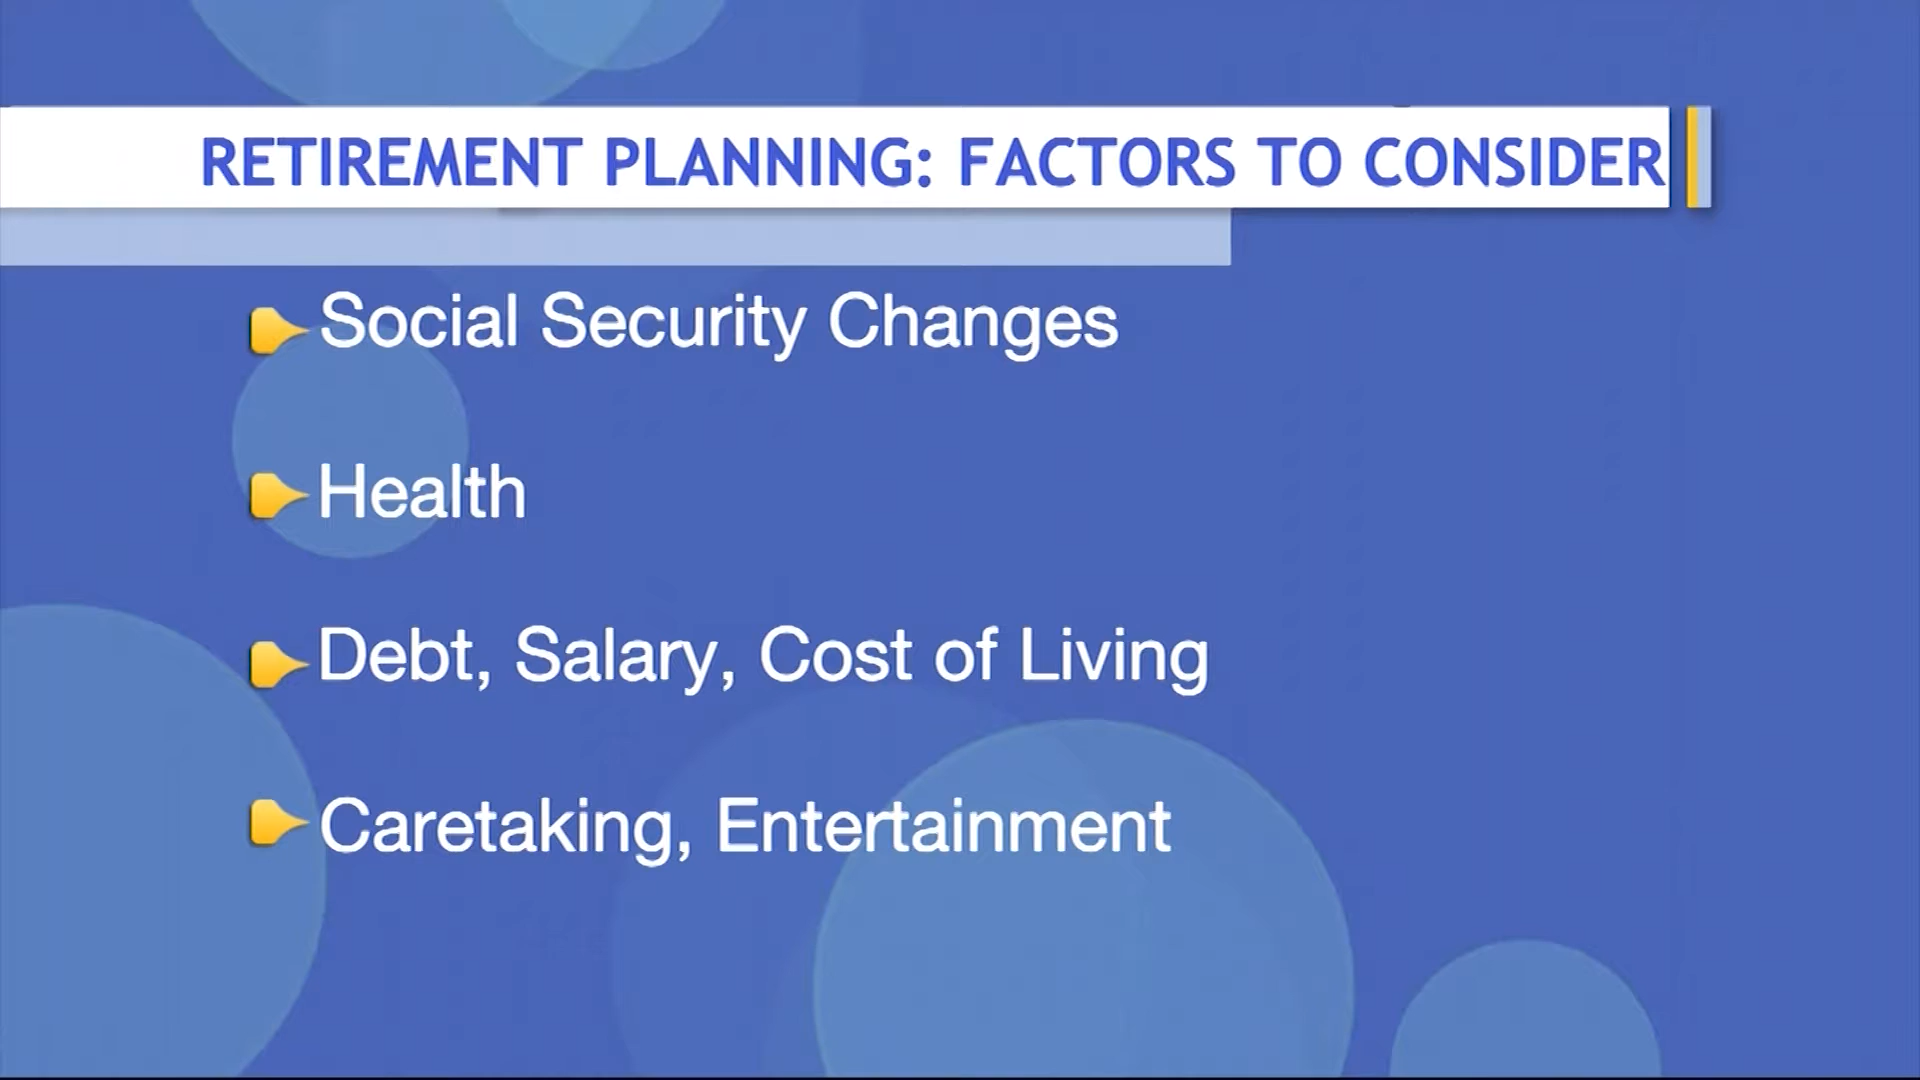 RETIREMENT PLANNING: FACTORS TO CONSIDER
Social Security Changes
Health
Debt, Salary, Cost of Living
Caretaking, Entertainment